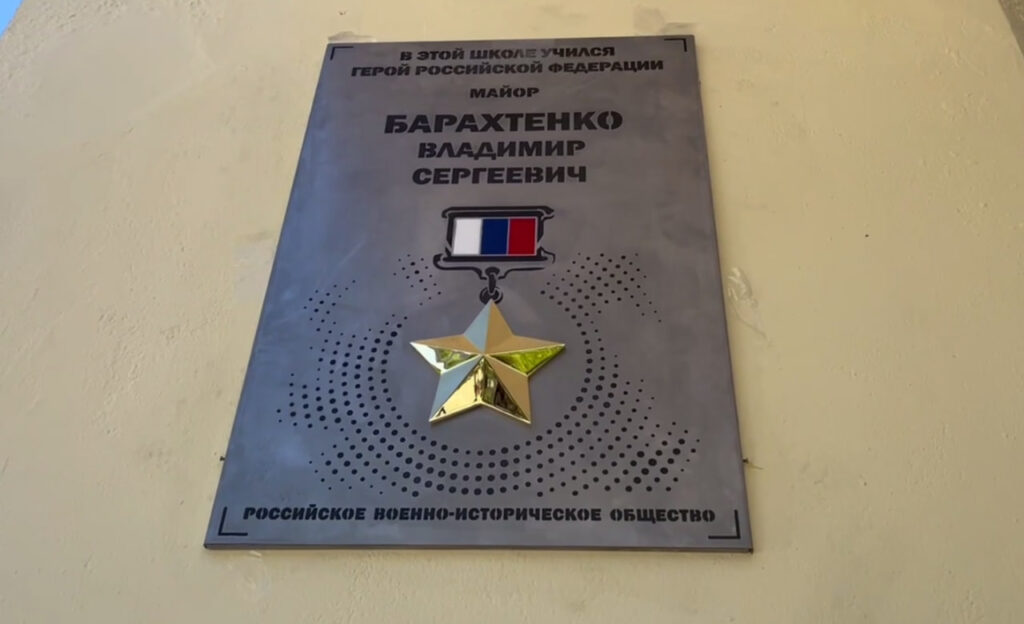 В ЭТОЙ ШКОЛЕ УЧИЛСЯ
ГЕРОЙ РОССИЙСКОЙ ФЕДЕРАЦИИ
МАЙОР
БАРАХТЕНКО
ВЛАДИМИР
СЕРГЕЕВИЧ
РОССИЙСКОЕ ВОЕННО-ИСТОРИЧЕСКОЕ ОБЩЕСТВО